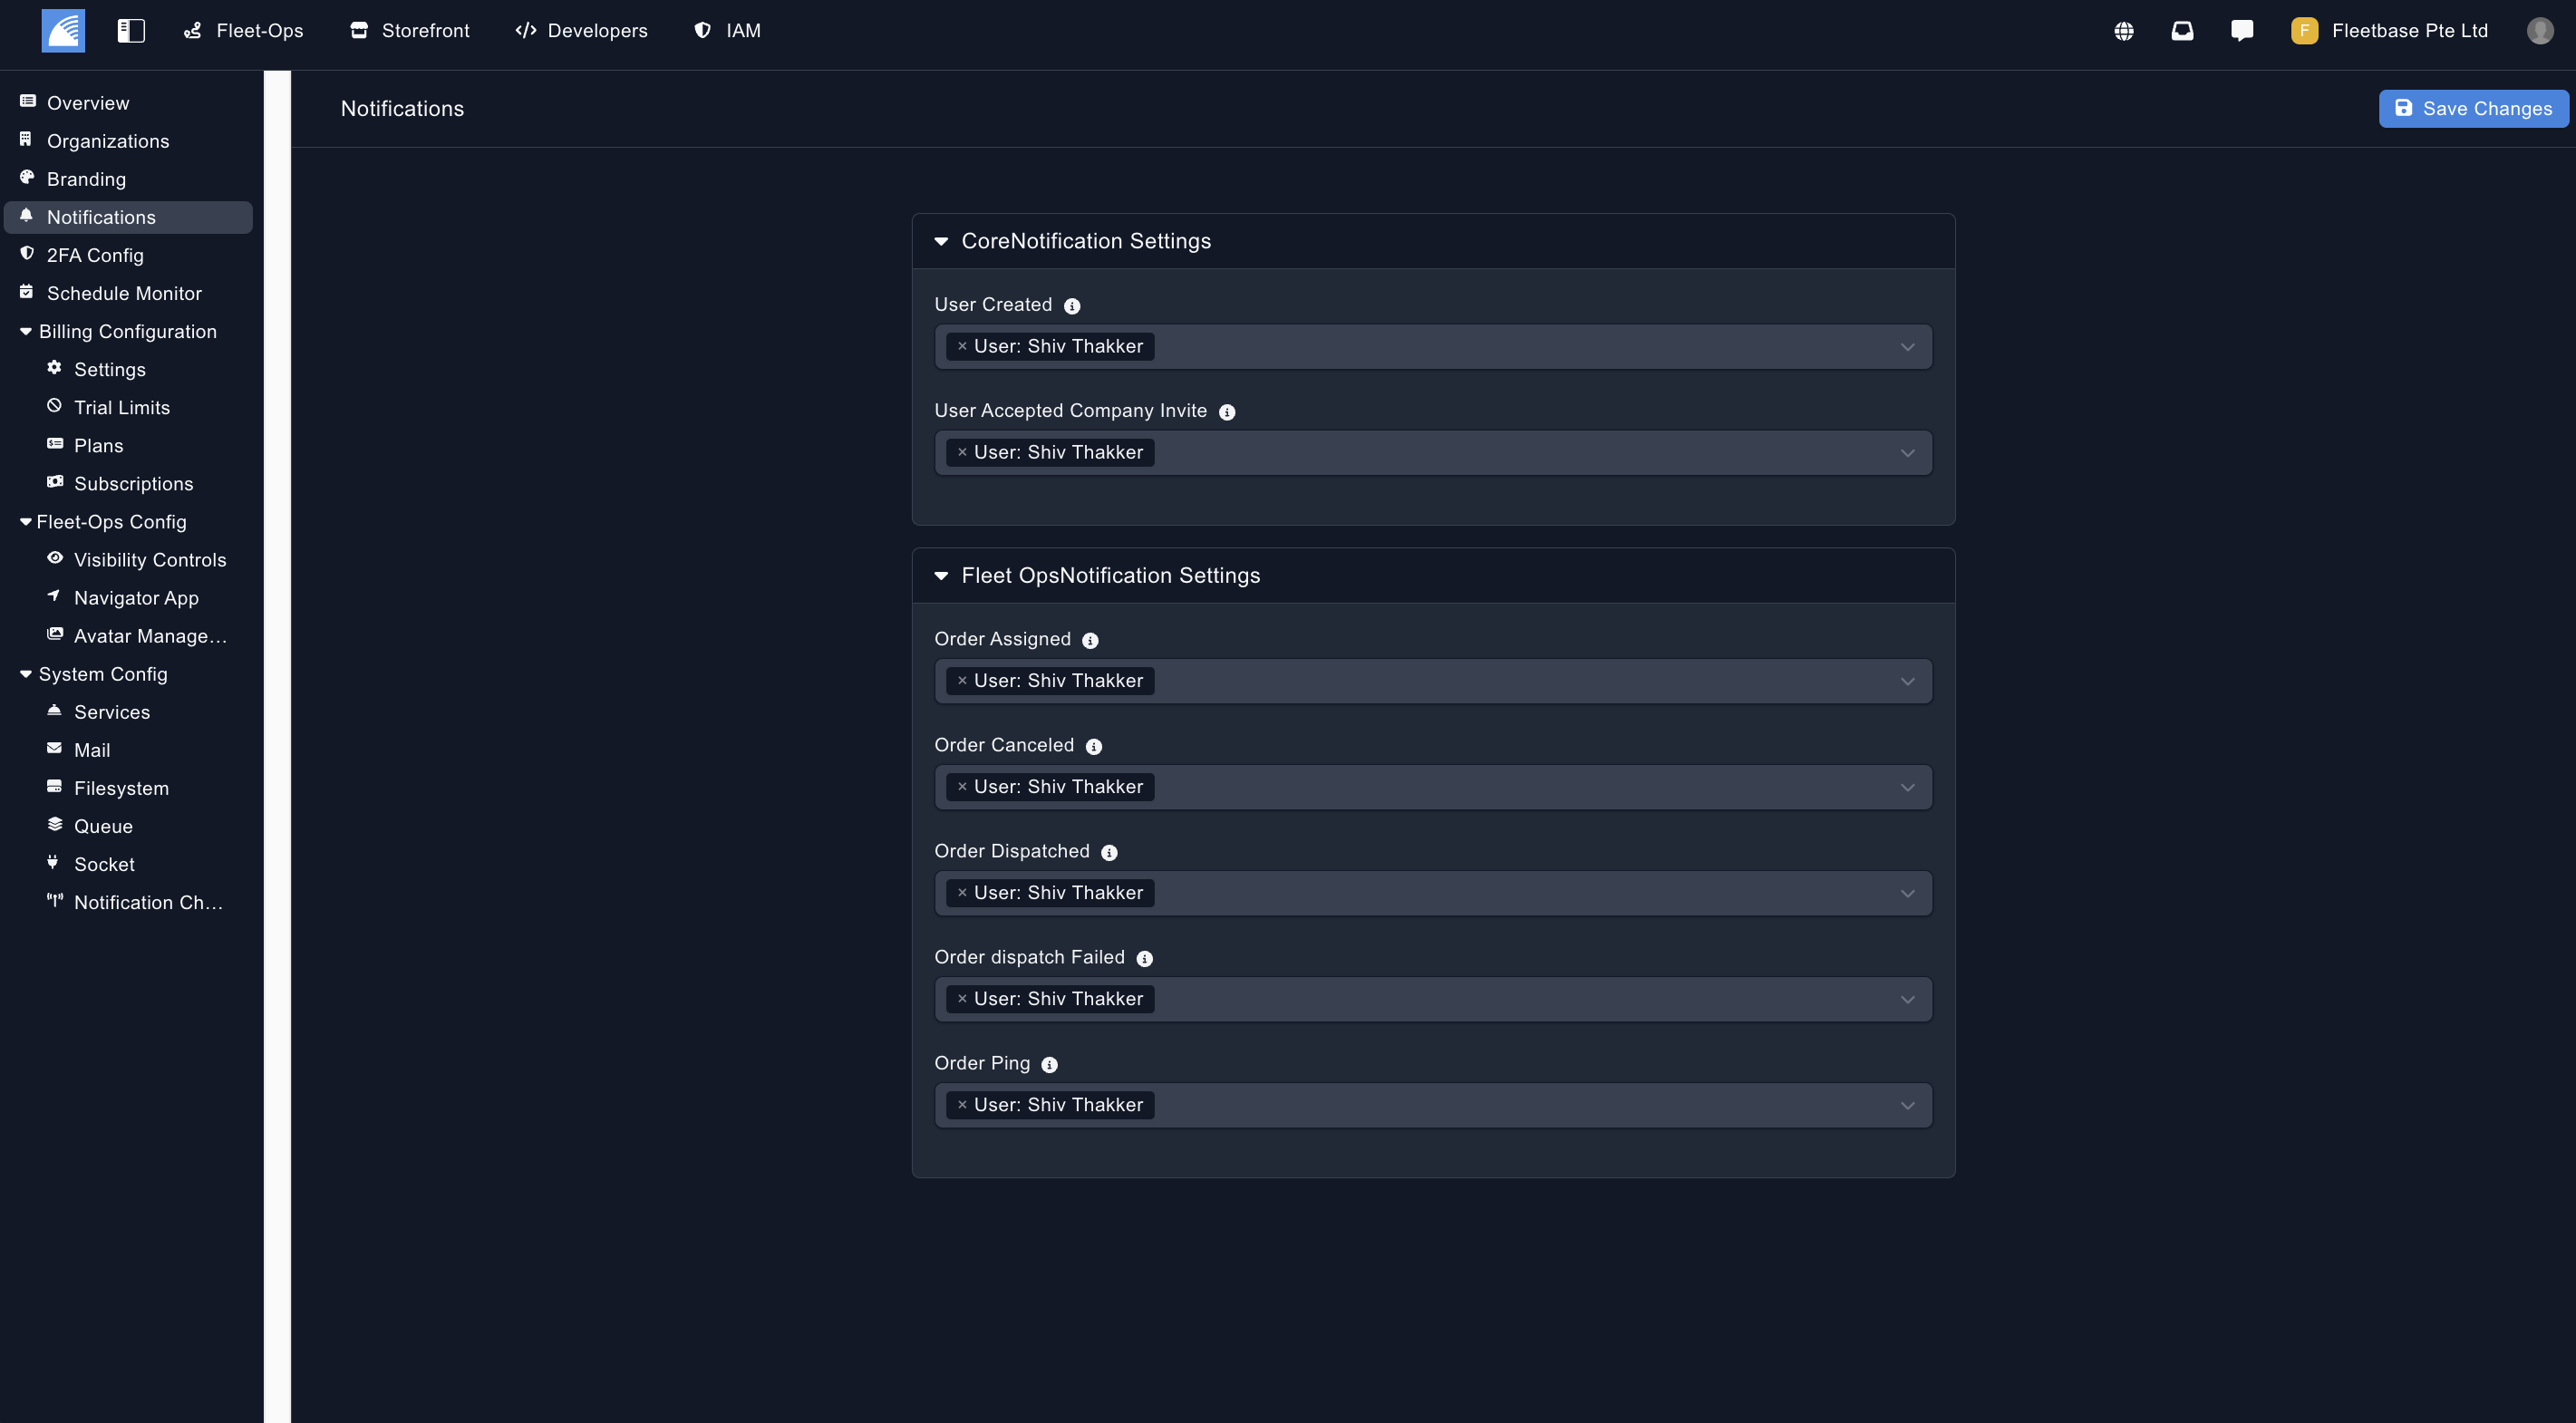 Fleet-Ops
Storefront
Developers
IAM
F
Fleetbase Pte Ltd
Overview
Organizations
Branding
Notifications
2FA Config
Schedule Monitor
Billing Configuration
Settings
Trial Limits
Plans
Subscriptions
Fleet-Ops Config
Visibility Controls
Navigator App
Avatar Manage...
System Config
Services
Mail
Filesystem
Queue
Socket
Notification Ch...
Notifications
Save Changes
CoreNotification Settings
User Created
× User: Shiv Thakker
User Accepted Company Invite
× User: Shiv Thakker
Fleet OpsNotification Settings
Order Assigned
× User: Shiv Thakker
Order Canceled
× User: Shiv Thakker
Order Dispatched
× User: Shiv Thakker
Order dispatch Failed
× User: Shiv Thakker
Order Ping
× User: Shiv Thakker